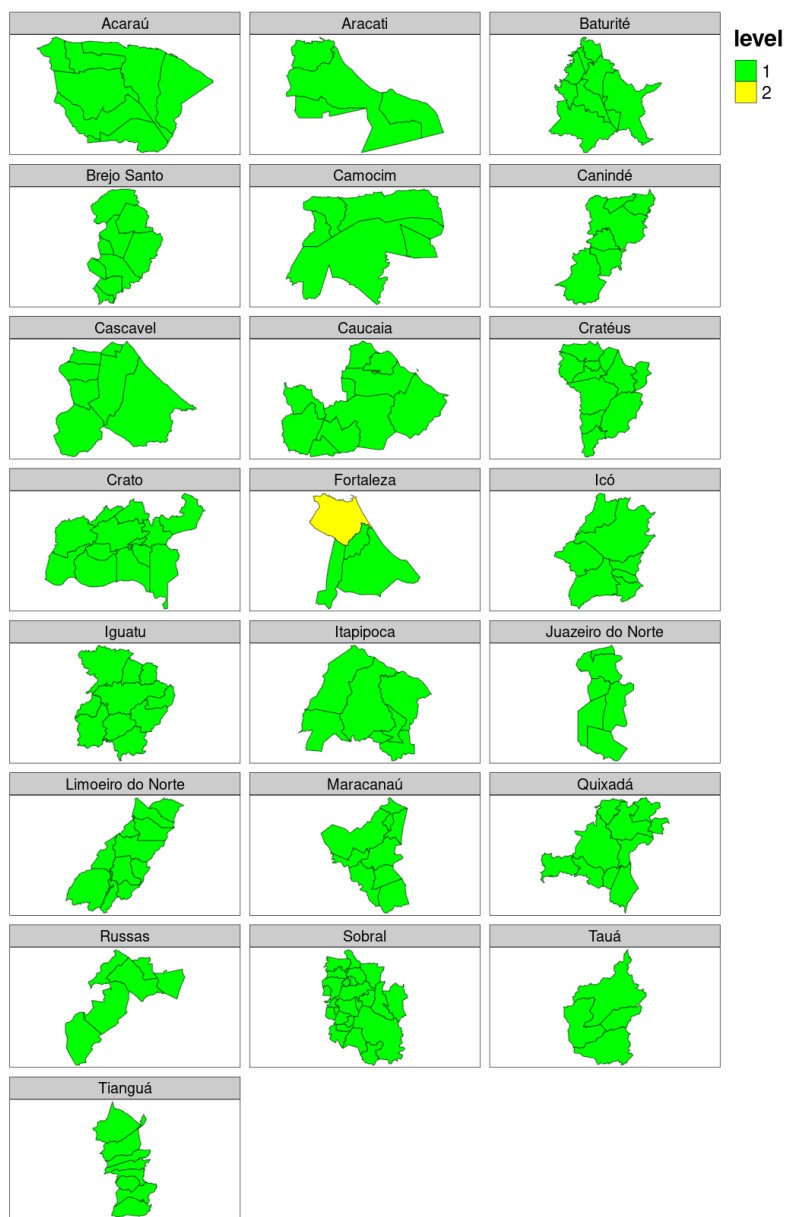 Acaraú
Aracati
Baturité
level
1
2
Brejo Santo
Camocim
Canindé
Cascavel
Caucaia
Cratéus
Crato
Fortaleza
Icó
Iguatu
Itapipoca
Juazeiro do Norte
Limoeiro do Norte
Maracanaú
Quixadá
Russas
Sobral
Tauá
Tianguá